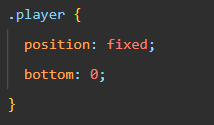 .player {
position: fixed;
bottom: 0;
}